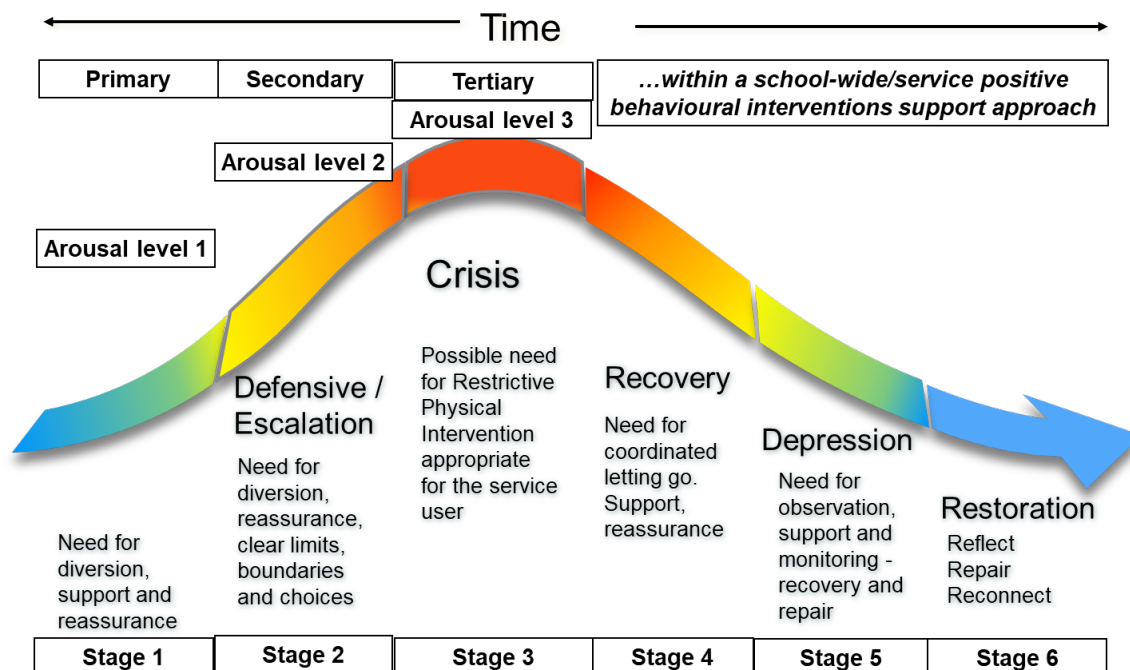 Time
Primary
Secondary
Tertiary
...within a school-wide/service positive
behavioural interventions support approach
Arousal level 3
Arousal level 2
Arousal level 1
Need for
diversion,
support and
reassurance
Defensive /
Escalation
Need for
diversion,
reassurance,
clear limits,
boundaries
and choices
Crisis
Possible need
for Restrictive
Physical
Intervention
appropriate
for the service
user
Recovery
Need for
coordinated
letting go.
Support,
reassurance
Depression
Need for
observation,
support and
monitoring -
recovery and
repair
Restoration
Reflect
Repair
Reconnect
Stage 1
Stage 2
Stage 3
Stage 4
Stage 5
Stage 6